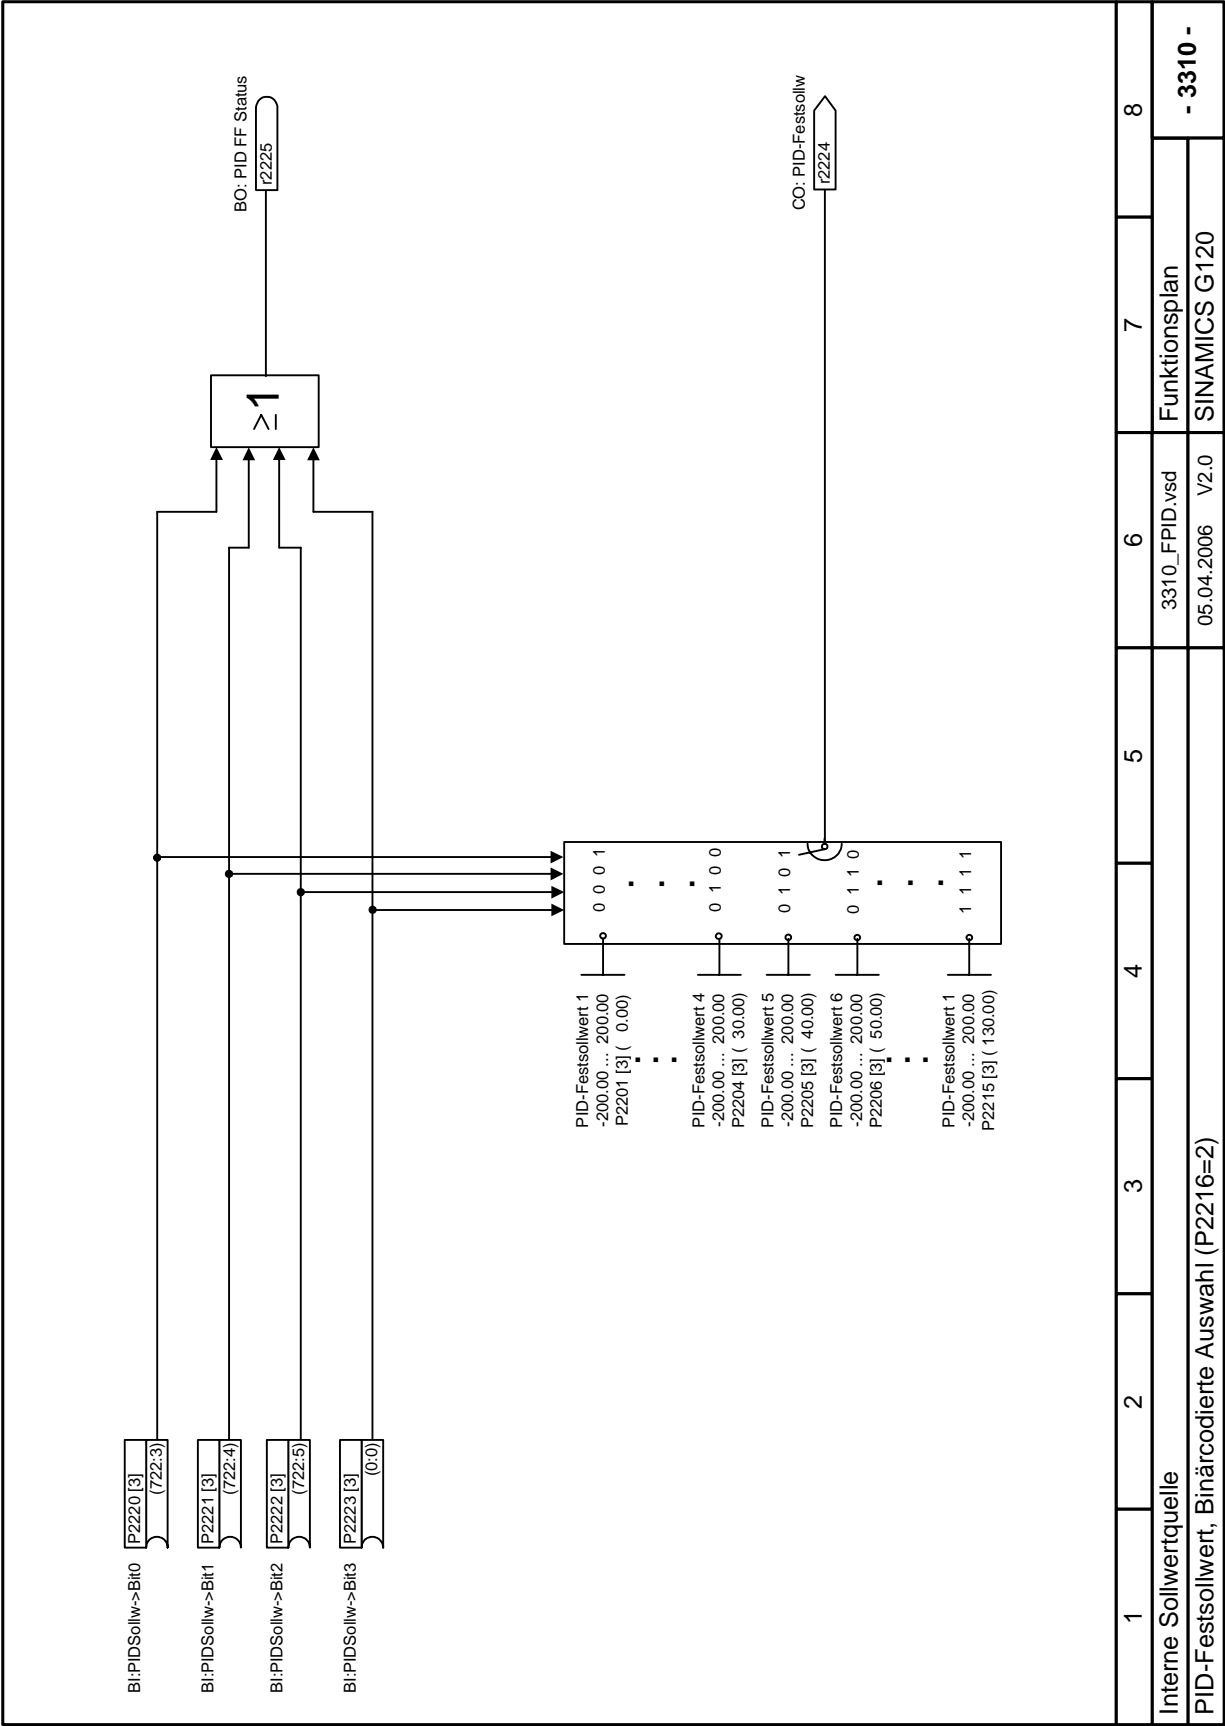 BI:PIDSollw->Bit0
P2220 [3]
(722:3)
BI:PIDSollw->Bit1
P2221 [3]
(722:4)
BI:PIDSollw->Bit2
P2222 [3]
(722:5)
BI:PIDSollw->Bit3
P2223 [3]
(0:0)
≥1
BO: PID FF Status
r2225
PID-Festsollwert 1
-200.00 ... 200.00
P2201 [3] ( 0.00)
0 0 0 1
. . .
PID-Festsollwert 4
-200.00 ... 200.00
P2204 [3] ( 30.00)
0 1 0 0
PID-Festsollwert 5
-200.00 ... 200.00
P2205 [3] ( 40.00)
0 1 0 1
PID-Festsollwert 6
-200.00 ... 200.00
P2206 [3] ( 50.00)
0 1 1 0
. . .
PID-Festsollwert 1
-200.00 ... 200.00
P2215 [3] ( 130.00)
1 1 1 1
CO: PID-Festsollw
r2224
1 2 3 4 5 6 7 8
Interne Sollwertquelle
3310_FPID.vsd
Funktionsplan
- 3310 -
PID-Festsollwert, Binärcodierte Auswahl (P2216=2)
05.04.2006 V2.0
SINAMICS G120